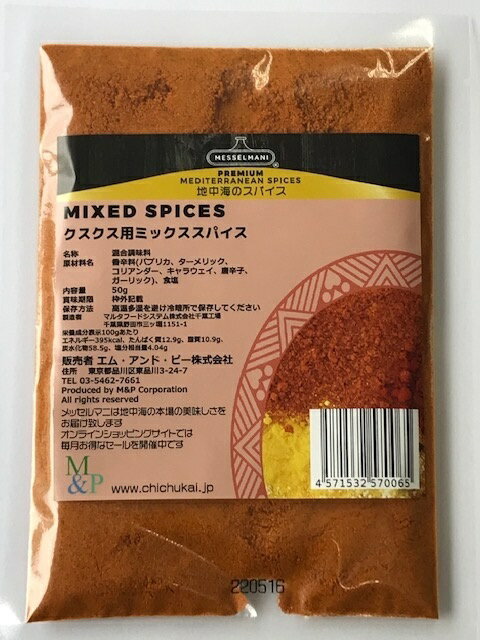 MESSELMANI
PREMIUM
MEDITERRANEAN SPICES
地中海のスパイス
MIXED SPICES
クスクス用ミックススパイス
名称 混合調味料
原材料名 香辛料(パプリカ、ターメリック、
コリアンダー、キャラウェイ、唐辛子、
ガーリック)、食塩
内容量 50g
賞味期限 枠外記載
保存方法 高温多湿を避け冷暗所で保存してください
製造者 マルタフードシステム株式会社千葉工場
千葉県野田市三ツ堀1151-1
栄養成分表示100gあたり
エネルギー395kcal、たんぱく質12.9g、脂質10.9g、
炭水化物58.5g、塩分相当量4.04g
販売者 エム・アンド・ピー株式会社
住所 東京都品川区東品川3-24-7
TEL 03-5462-7661
Produced by M&P Corporation
All rights reserved
メッセルマニは地中海の本場の美味しさを
お届け致します
オンラインショッピングサイトでは
毎月お得なセールを開催中です
M&P
www.chichukai.jp
4 571532 570065
220516